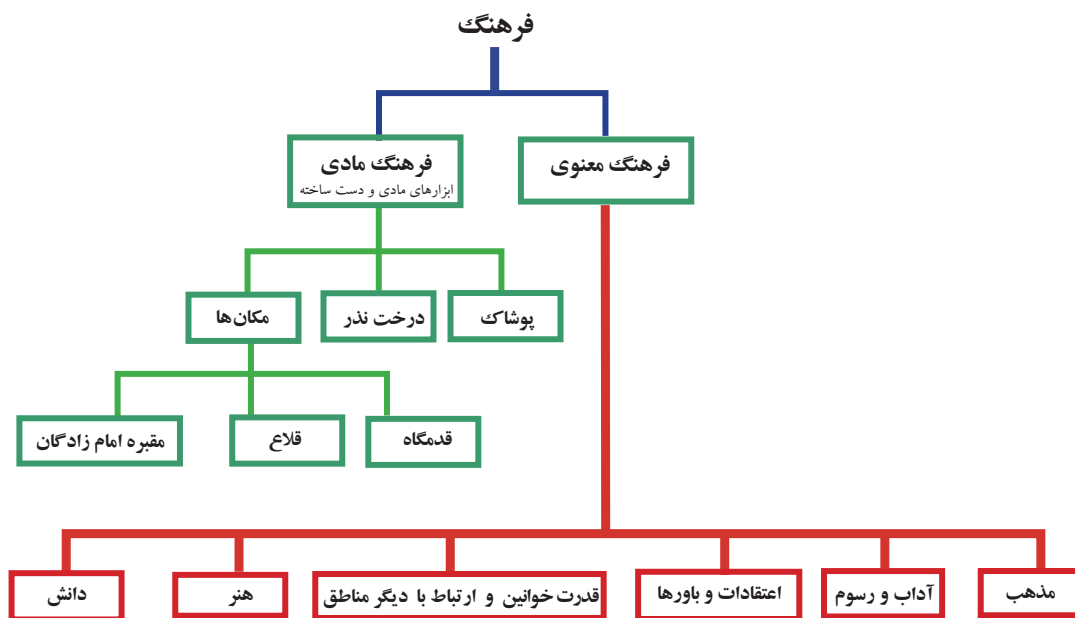 فرهنگ
فرهنگ معنوی
فرهنگ مادی
ابزارهای مادی و دست ساخته
پوشاک
درخت نذر
مکان‌ها
قدمگاه
قلاع
مقبره امام زادگان
مذهب
آداب و رسوم
اعتقادات و باورها
قدرت خوانین و ارتباط با دیگر مناطق
هنر
دانش